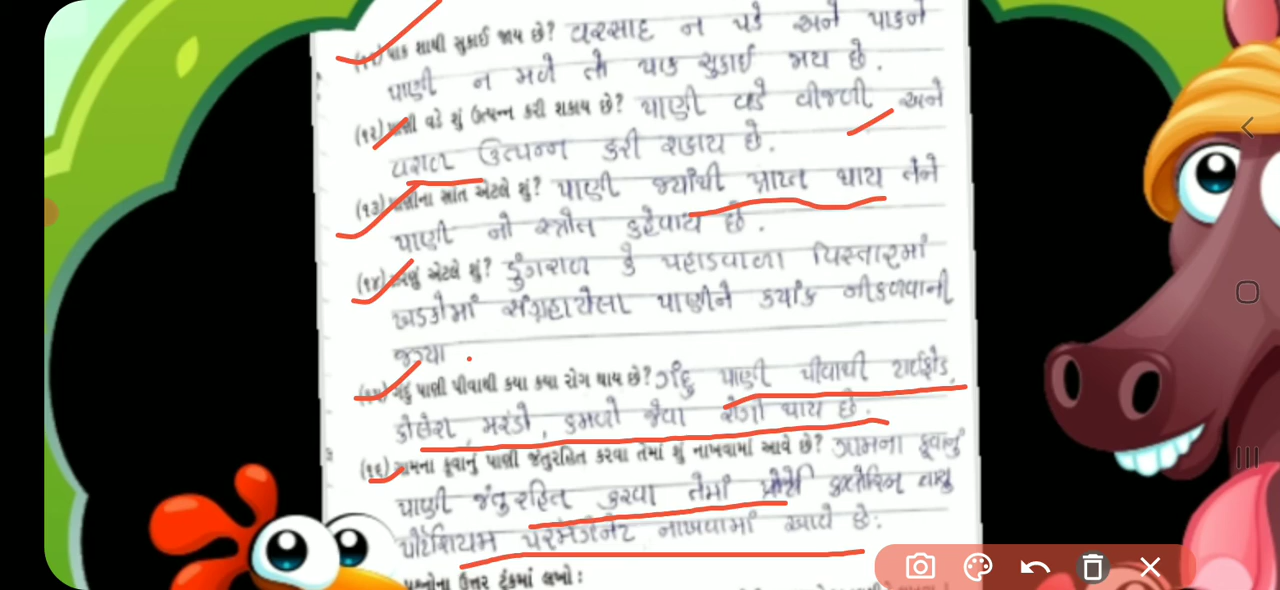 (૧૧) પાક શાથી સુકાઈ જાય છે? વરસાદ ન પડે અને પાકને
પાણી ન મળે તો પાક સુકાઈ જાય છે.
(૧૨) પાણી વડે શું ઉત્પન્ન કરી શકાય છે? પાણી વડે વીજળી અને
વરાળ ઉત્પન્ન કરી શકાય છે.
(૧૩) પાણીના સ્રોત એટલે શું? પાણી જ્યાંથી પ્રાપ્ત થાય તેને
પાણી નો સ્ત્રોત કહેવાય છે.
(૧૪) ઝરણું એટલે શું? ડુંગરાળ કે પહાડવાળા વિસ્તારમાં
ખડકોમાં સંગ્રહાયેલા પાણીને ક્યાંક નીકળવાની
જગ્યા .
(૧૫) ગંદું પાણી પીવાથી કયા કયા રોગ થાય છે? ગંદુ પાણી પીવાથી ટાઈફોડ,
કોલેરા, મરડો, કમળો જેવા રોગો થાય છે.
(૧૬) ગામના કૂવાનું પાણી જંતુરહિત કરવા તેમાં શું નાખવામાં આવે છે? ગામના કૂવાનું
પાણી જંતુરહિત કરવા તેમાં ક્લોરિન વાયુ
પોટેશિયમ પરમેંગેનેટ નાખવામાં આવે છે.
પ્રશ્નોના ઉત્તર ટૂંકમાં લખો :